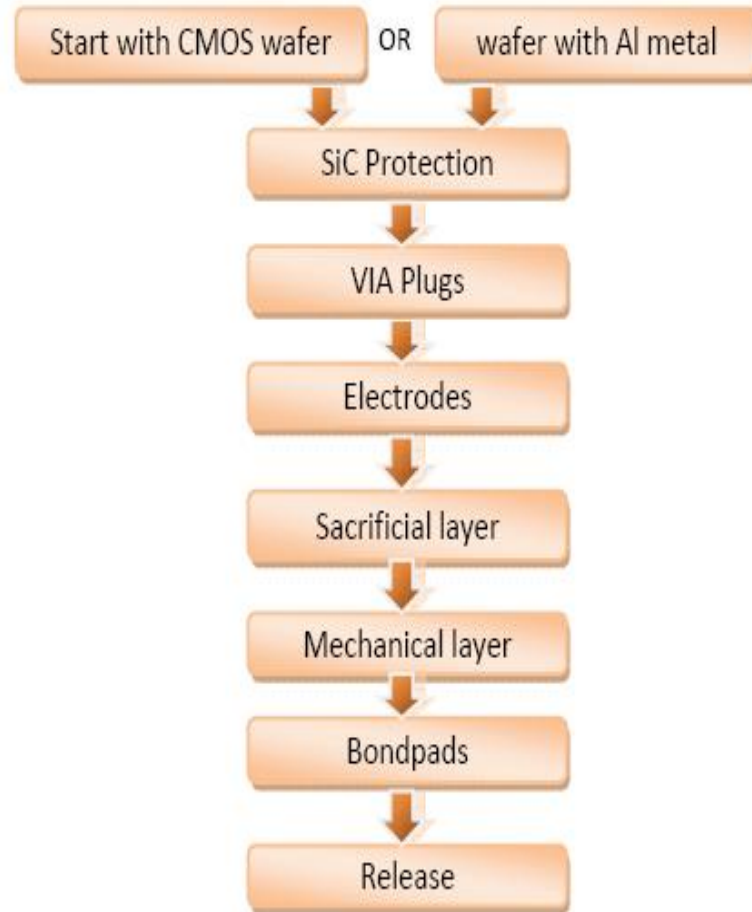 Start with CMOS wafer OR wafer with Al metal
SiC Protection
VIA Plugs
Electrodes
Sacrificial layer
Mechanical layer
Bondpads
Release